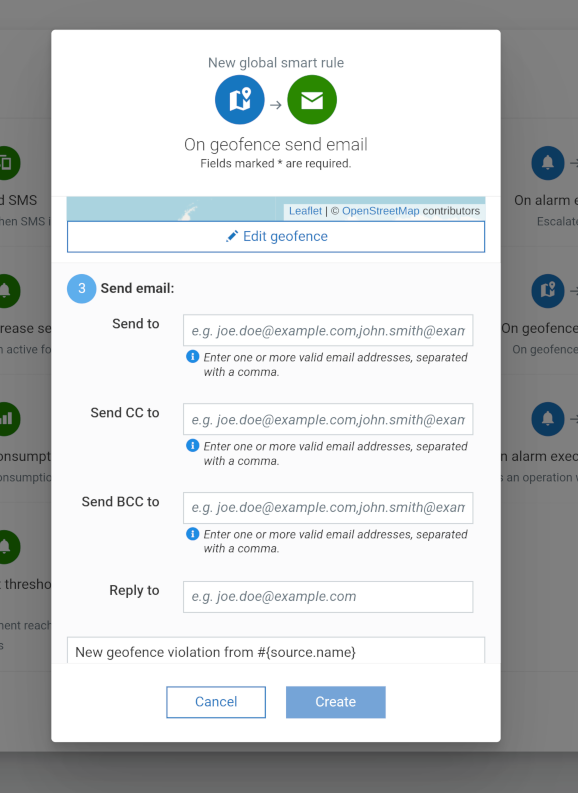 New global smart rule
On geofence send email
Fields marked * are required.
Leaflet | © OpenStreetMap contributors
Edit geofence
3 Send email:
Send to
e.g. joe.doe@example.com,john.smith@exam
Enter one or more valid email addresses, separated
with a comma.
Send CC to
e.g. joe.doe@example.com,john.smith@exam
Enter one or more valid email addresses, separated
with a comma.
Send BCC to
e.g. joe.doe@example.com,john.smith@exam
Enter one or more valid email addresses, separated
with a comma.
Reply to
e.g. joe.doe@example.com
New geofence violation from #{source.name}
Cancel
Create
d SMS
hen SMS i
rease se
n active fo
onsumpt
onsumptic
thresho
ment reach
s
On alarm e
Escalate
On geofence
On geofence
n alarm exec
s an operation v